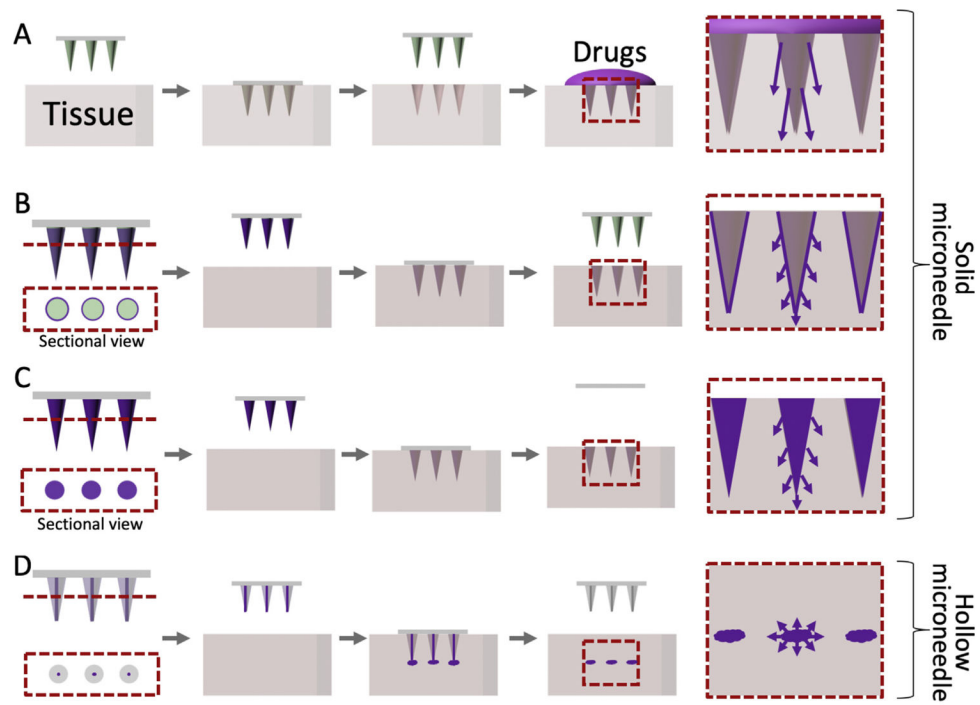 A
Tissue
Drugs
B
Sectional view
C
Sectional view
Solid
microneedle
D
Hollow
microneedle